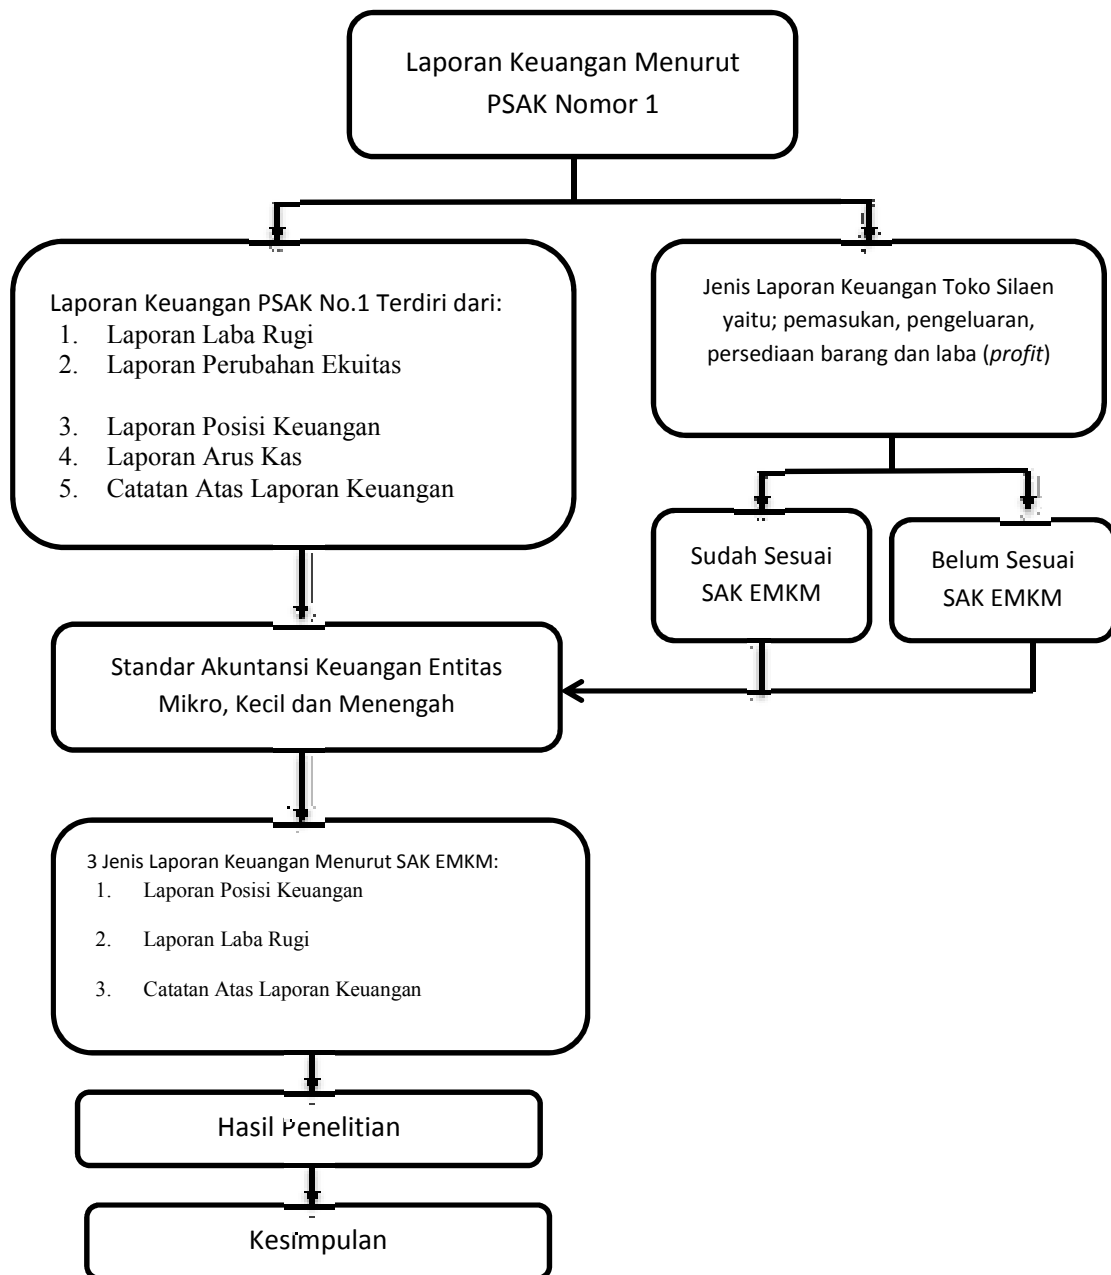 Laporan Keuangan Menurut
PSAK Nomor 1
Laporan Keuangan PSAK No.1 Terdiri dari:
1. Laporan Laba Rugi
2. Laporan Perubahan Ekuitas
3. Laporan Posisi Keuangan
4. Laporan Arus Kas
5. Catatan Atas Laporan Keuangan
Jenis Laporan Keuangan Toko Silaen
yaitu; pemasukan, pengeluaran,
persediaan barang dan laba (profit)
Sudah Sesuai
SAK EMKM
Belum Sesuai
SAK EMKM
Standar Akuntansi Keuangan Entitas
Mikro, Kecil dan Menengah
3 Jenis Laporan Keuangan Menurut SAK EMKM:
1. Laporan Posisi Keuangan
2. Laporan Laba Rugi
3. Catatan Atas Laporan Keuangan
Hasil Penelitian
Kesimpulan